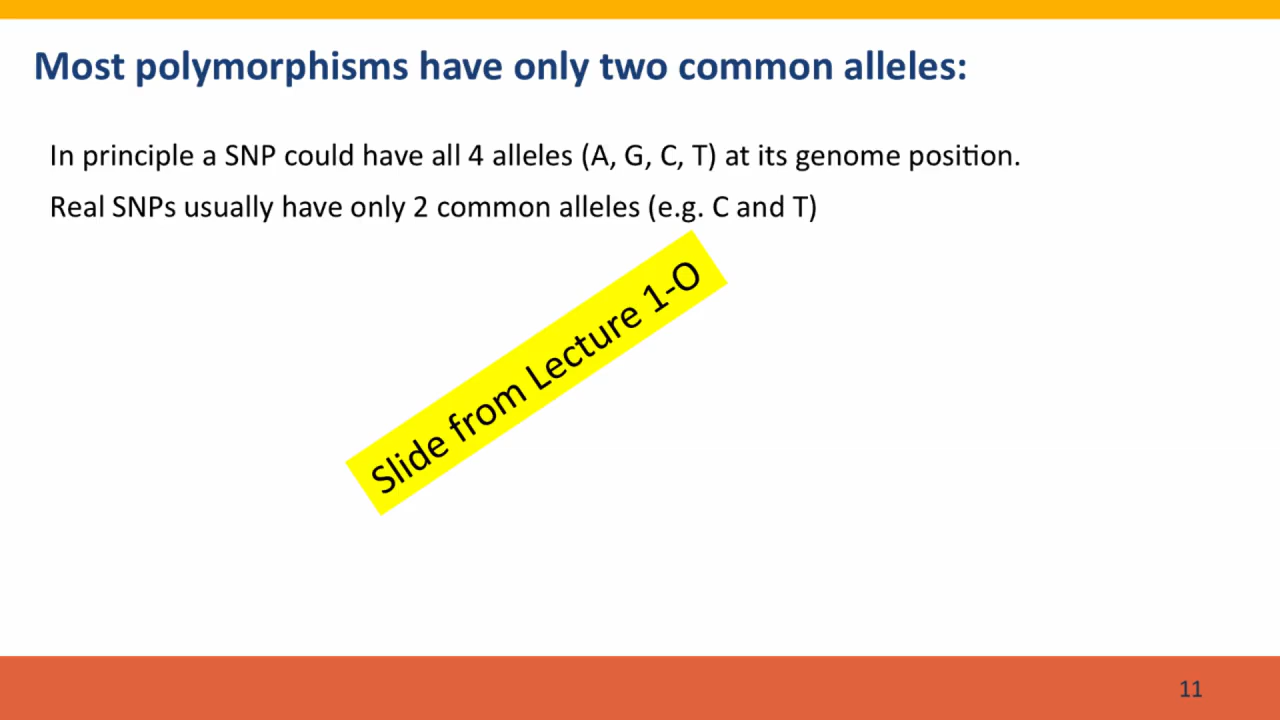 Most polymorphisms have only two common alleles:
In principle a SNP could have all 4 alleles (A, G, C, T) at its genome position.
Real SNPs usually have only 2 common alleles (e.g. C and T)
Slide from Lecture 1-O
11